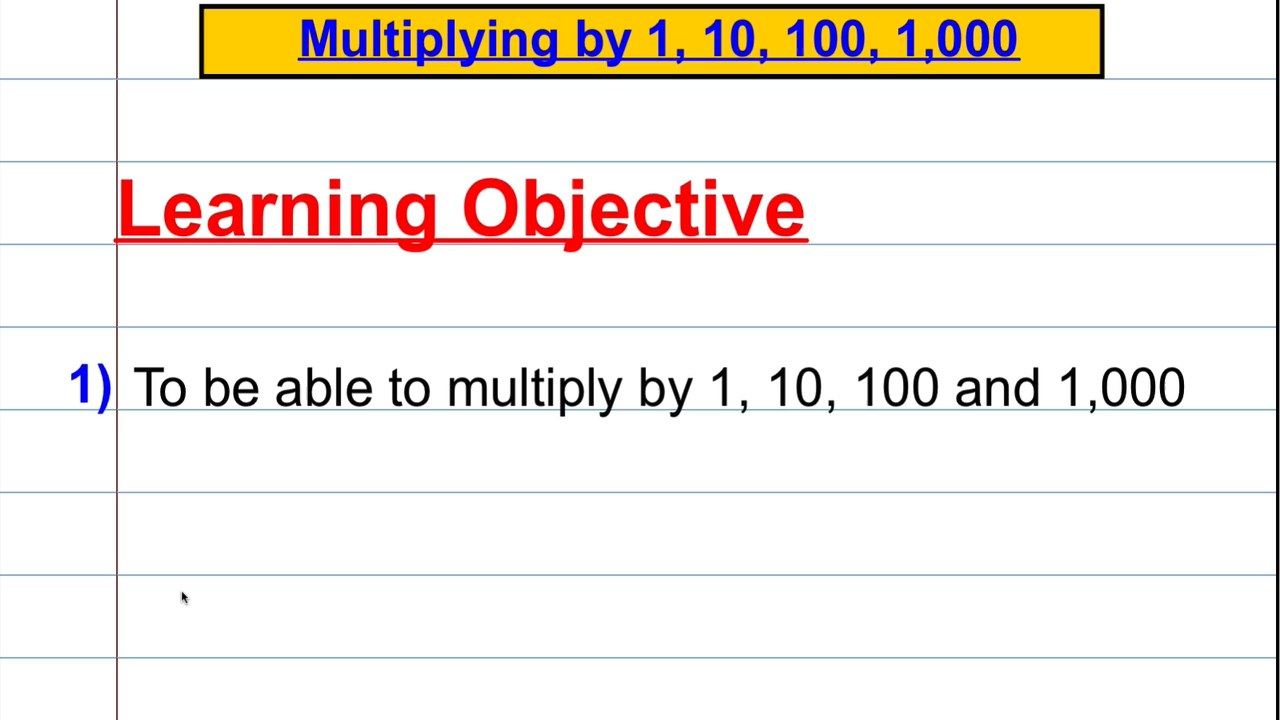 Multiplying by 1, 10, 100, 1,000
Learning Objective
1) To be able to multiply by 1, 10, 100 and 1,000